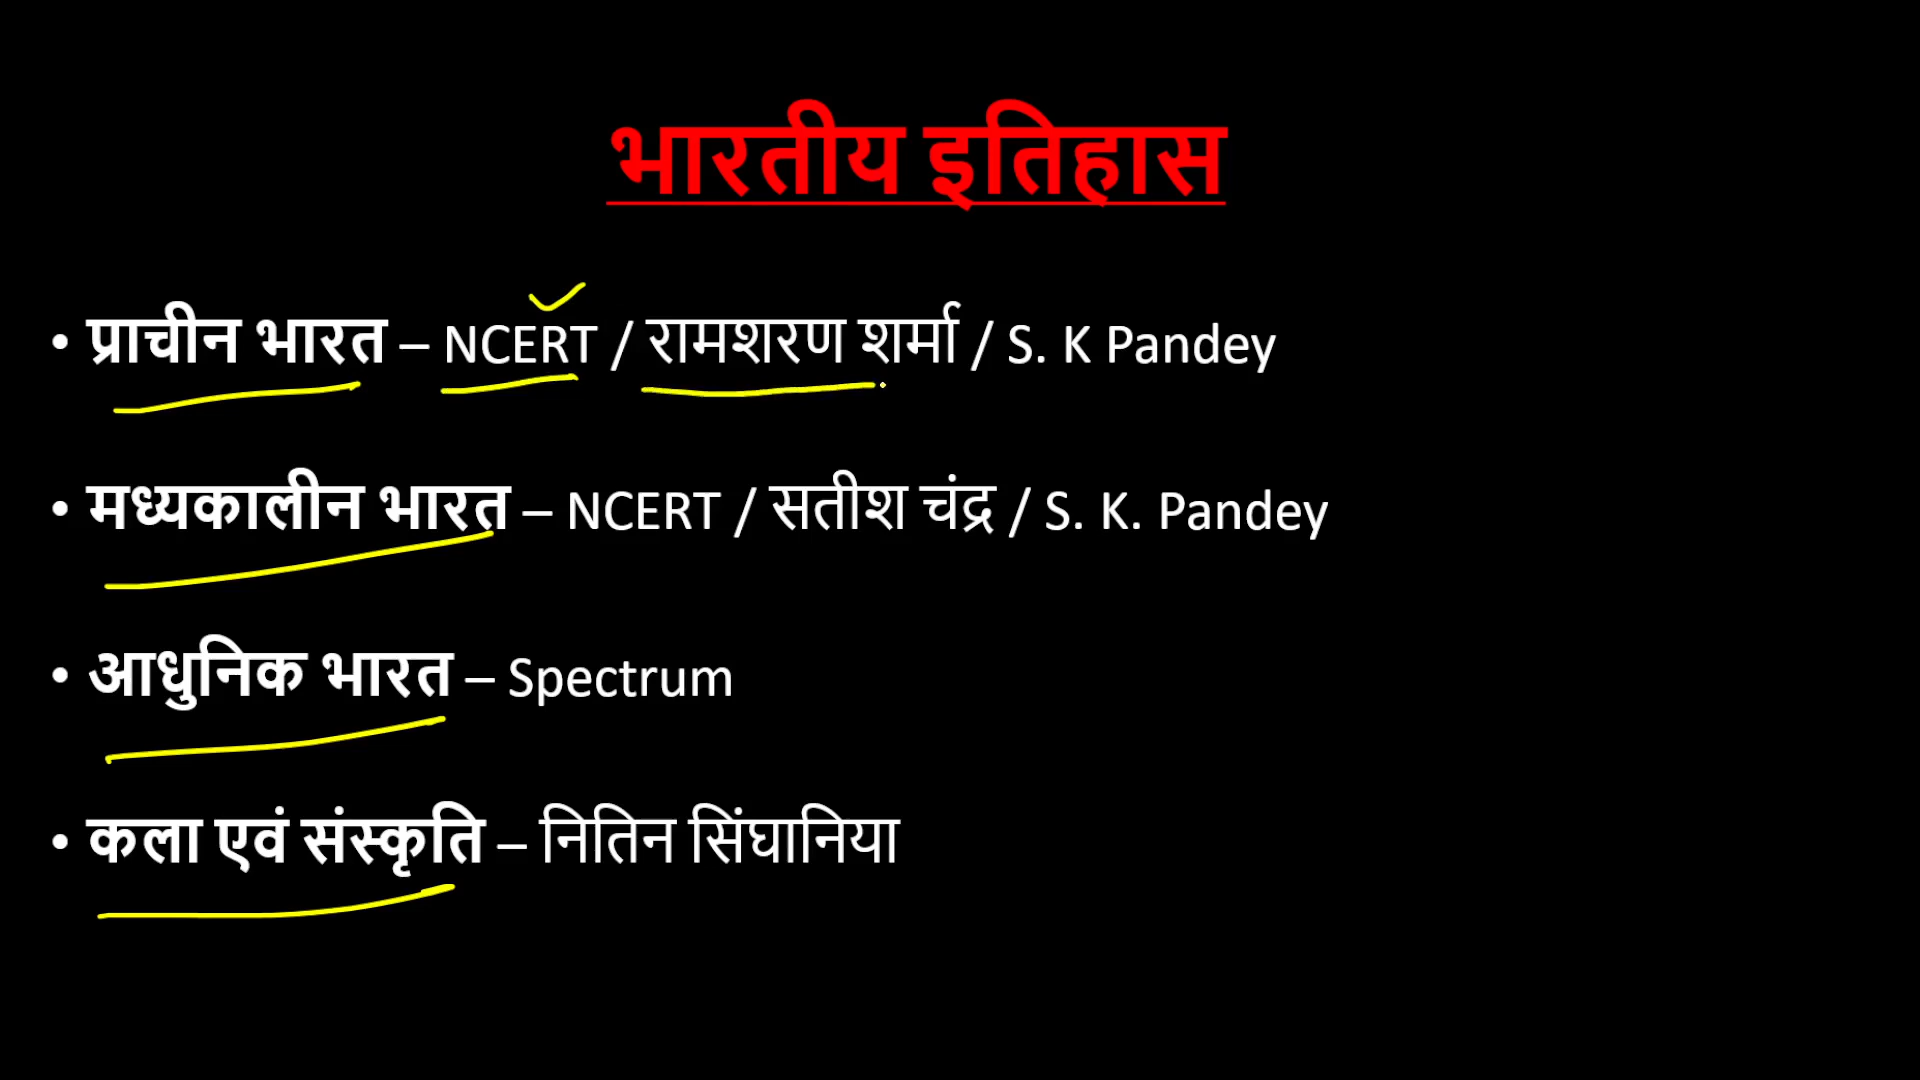 भारतीय इतिहास
• प्राचीन भारत – NCERT / रामशरण शर्मा / S. K Pandey
• मध्यकालीन भारत – NCERT / सतीश चंद्र / S. K. Pandey
• आधुनिक भारत – Spectrum
• कला एवं संस्कृति – नितिन सिंघानिया